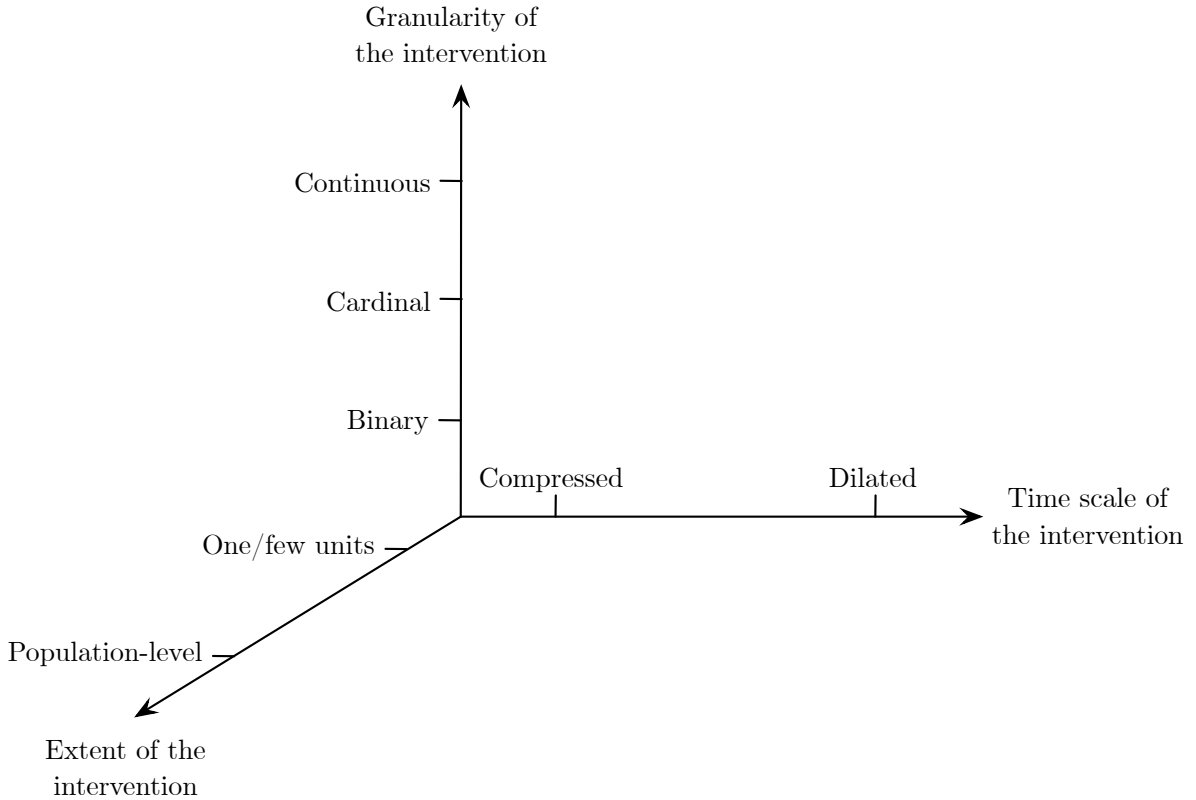 Granularity of
the intervention
Continuous
Cardinal
Binary
Compressed
Dilated
Time scale of
the intervention
One/few units
Population-level
Extent of the
intervention